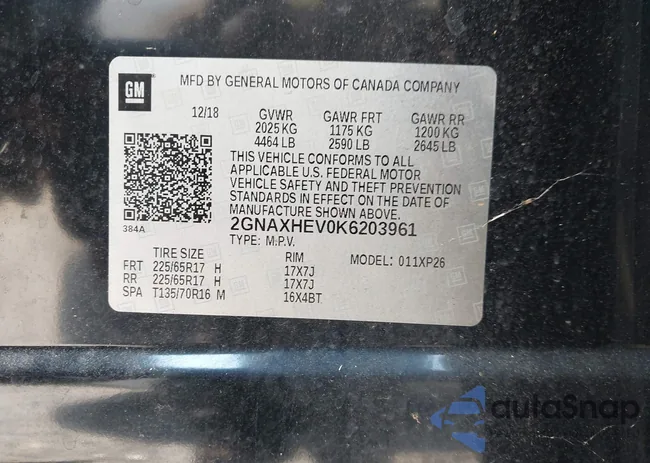 GM
MFD BY GENERAL MOTORS OF CANADA COMPANY
12/18 GVWR GAWR FRT GAWR RR
2025 KG 1175 KG 1200 KG
4464 LB 2590 LB 2645 LB
THIS VEHICLE CONFORMS TO ALL
APPLICABLE U.S. FEDERAL MOTOR
VEHICLE SAFETY AND THEFT PREVENTION
STANDARDS IN EFFECT ON THE DATE OF
MANUFACTURE SHOWN ABOVE.
384A
2GNAXHEV0K6203961
TYPE: M.P.V.
TIRE SIZE RIM MODEL: 011XP26
FRT 225/65R17 H 17X7J
RR 225/65R17 H 17X7J
SPA T135/70R16 M 16X4BT
autoSnap